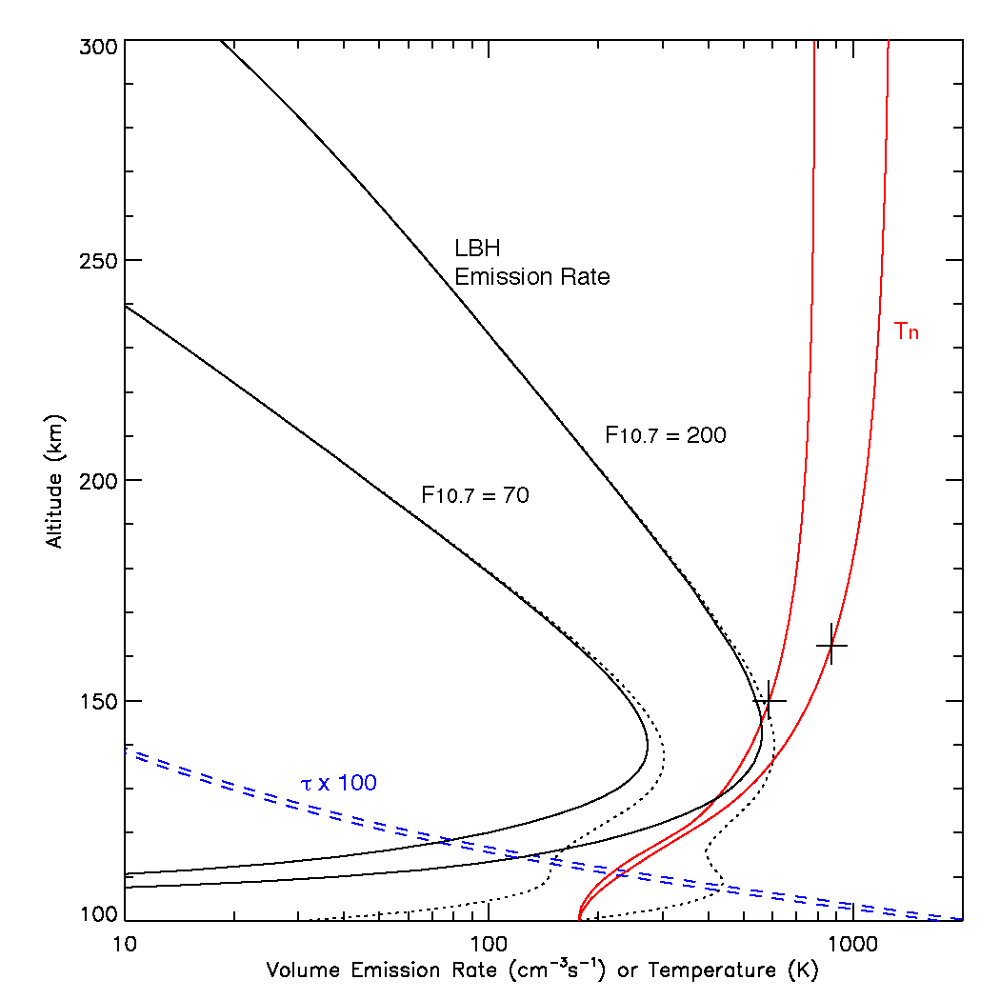 300
250
200
150
100
Altitude (km)
LBH
Emission Rate
Tn
F10.7 = 200
F10.7 = 70
τ x 100
10
100
1000
Volume Emission Rate (cm⁻³s⁻¹) or Temperature (K)